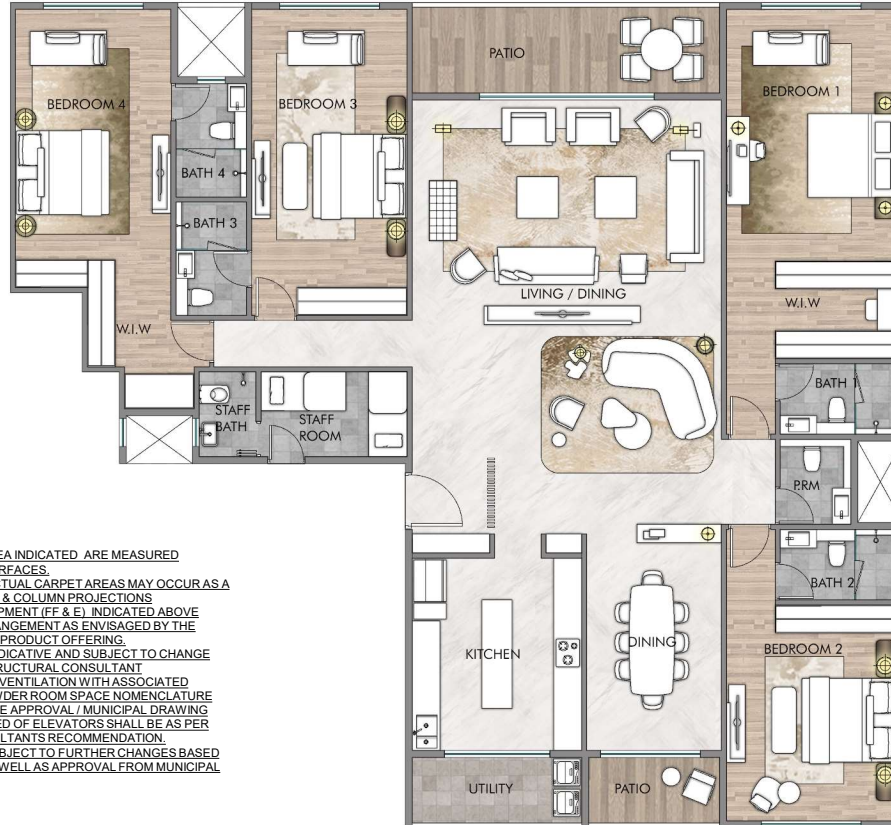 PATIO
BEDROOM 4
BEDROOM 3
BEDROOM 1
BATH 4
BATH 3
LIVING / DINING
W.I.W
W.I.W
BATH 1
STAFF
BATH
STAFF
ROOM
P.RM
BATH 2
KITCHEN
DINING
BEDROOM 2
UTILITY
PATIO
EA INDICATED ARE MEASURED
RFACES.
CTUAL CARPET AREAS MAY OCCUR AS A
& COLUMN PROJECTIONS
PMENT (FF & E) INDICATED ABOVE
ANGEMENT AS ENVISAGED BY THE
PRODUCT OFFERING.
DICATIVE AND SUBJECT TO CHANGE
RUCTURAL CONSULTANT
VENTILATION WITH ASSOCIATED
WDER ROOM SPACE NOMENCLATURE
E APPROVAL / MUNICIPAL DRAWING
ED OF ELEVATORS SHALL BE AS PER
LTANTS RECOMMENDATION.
BJECT TO FURTHER CHANGES BASED
WELL AS APPROVAL FROM MUNICIPAL